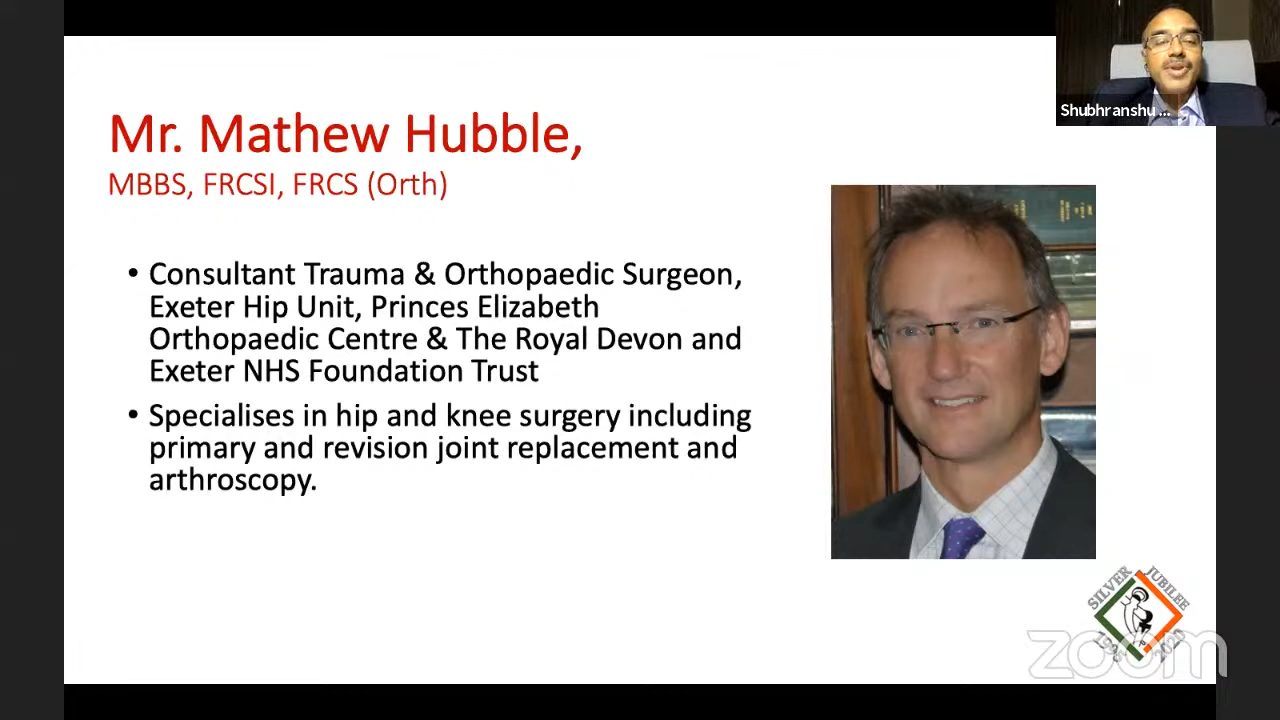 Mr. Mathew Hubble,
MBBS, FRCSI, FRCS (Orth)
• Consultant Trauma & Orthopaedic Surgeon,
Exeter Hip Unit, Princes Elizabeth
Orthopaedic Centre & The Royal Devon and
Exeter NHS Foundation Trust
• Specialises in hip and knee surgery including
primary and revision joint replacement and
arthroscopy.
Shubhranshu ...
SILVER JUBILEE
2020
zoom